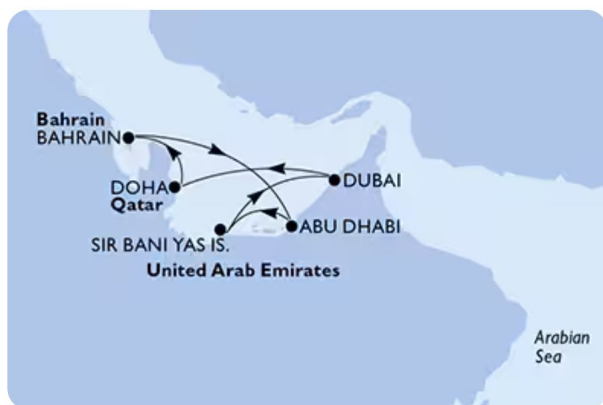 Bahrain
BAHRAIN
DOHA
Qatar
DUBAI
ABU DHABI
SIR BANI YAS IS.
United Arab Emirates
Arabian
Sea